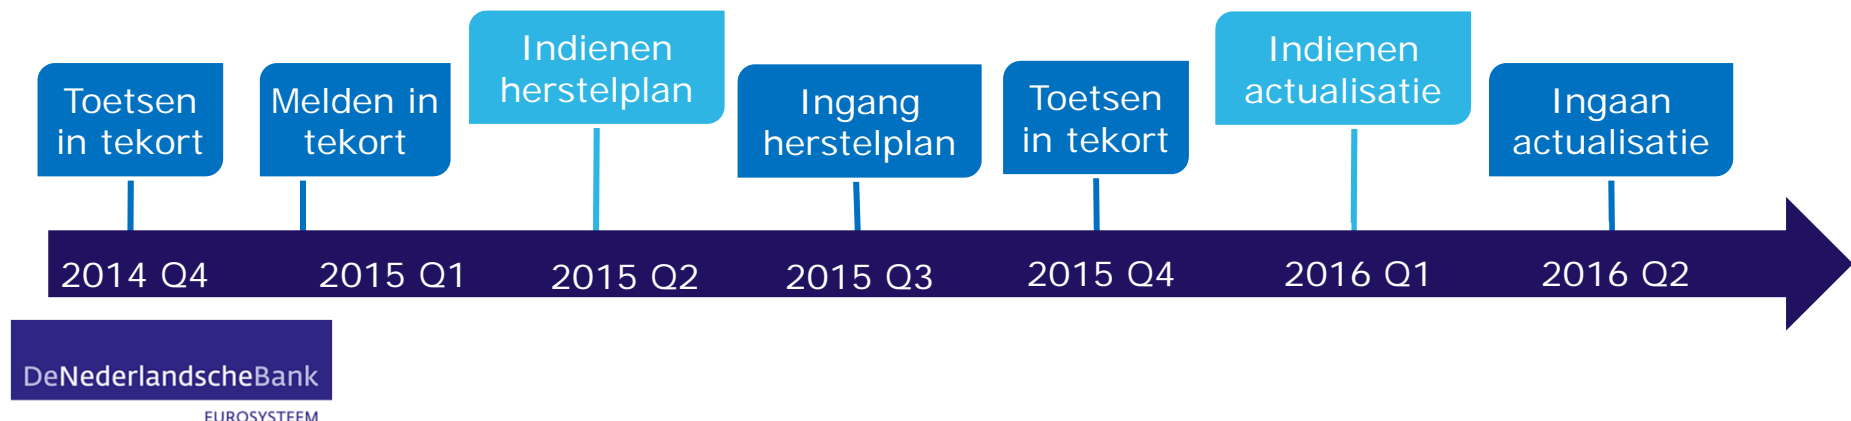 Toetsen
in tekort
Melden in
tekort
Indienen
herstelplan
Ingang
herstelplan
Toetsen
in tekort
Indienen
actualisatie
Ingaan
actualisatie
2014 Q4
2015 Q1
2015 Q2
2015 Q3
2015 Q4
2016 Q1
2016 Q2
DeNederlandscheBank
EUROSYSTEEM